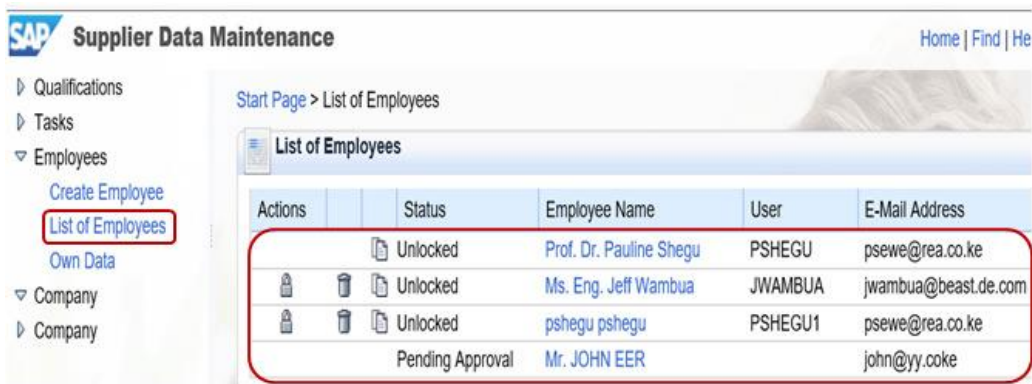 SAP Supplier Data Maintenance
Home | Find | He
Qualifications
Tasks
Employees
Create Employee
List of Employees
Own Data
Company
Company
Start Page > List of Employees
List of Employees
Actions Status Employee Name User E-Mail Address
Unlocked Prof. Dr. Pauline Shegu PSHEGU psewe@rea.co.ke
Unlocked Ms. Eng. Jeff Wambua JWAMBUA jwambua@beast.de.com
Unlocked pshegu pshegu PSHEGU1 psewe@rea.co.ke
Pending Approval Mr. JOHN EER john@yy.coke